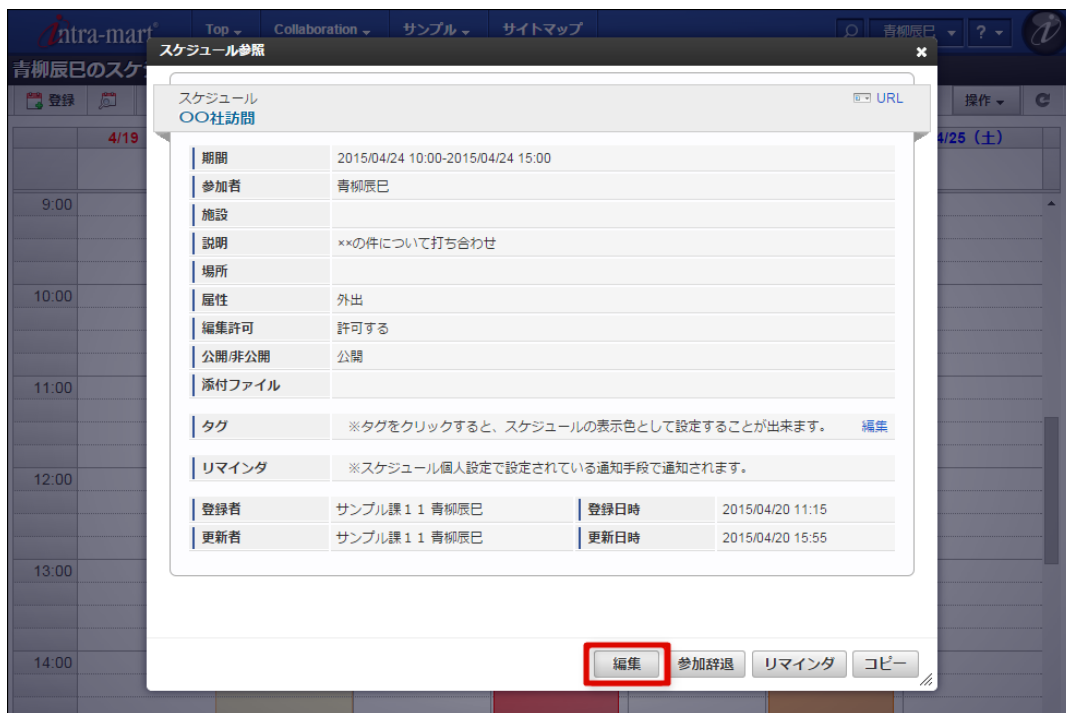 intra-mart Top Collaboration サンプル サイトマップ 青柳辰巳 ?
スケジュール参照 ×
青柳辰巳のスケ
登録 操作
スケジュール URL
〇〇社訪問
4/19 4/25（土）
期間 2015/04/24 10:00-2015/04/24 15:00
参加者 青柳辰巳
施設
説明 ××の件について打ち合わせ
場所
属性 外出
編集許可 許可する
公開/非公開 公開
添付ファイル
タグ ※タグをクリックすると、スケジュールの表示色として設定することが出来ます。 編集
リマインダ ※スケジュール個人設定で設定されている通知手段で通知されます。
登録者 サンプル課１１ 青柳辰巳 登録日時 2015/04/20 11:15
更新者 サンプル課１１ 青柳辰巳 更新日時 2015/04/20 15:55
9:00
10:00
11:00
12:00
13:00
14:00
編集 参加辞退 リマインダ コピー